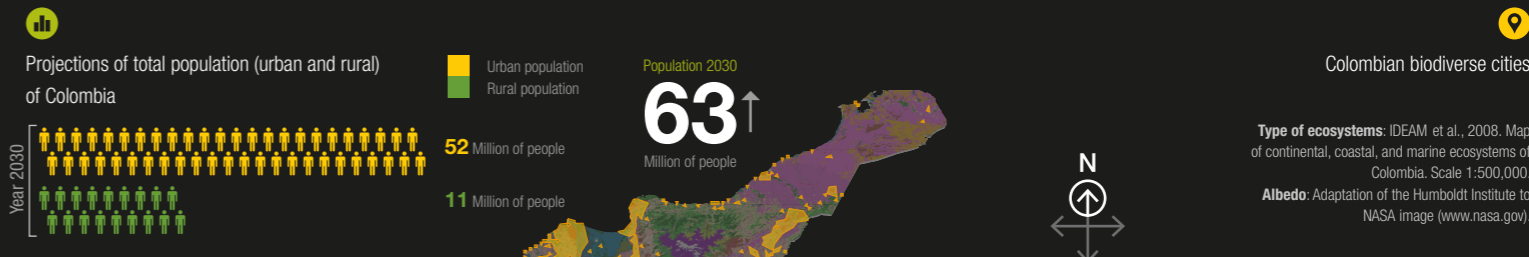 Projections of total population (urban and rural)
of Colombia
Year 2030
Urban population
Rural population
52 Million of people
11 Million of people
Population 2030
63
Million of people
N
Colombian biodiverse cities
Type of ecosystems: IDEAM et al., 2008. Map
of continental, coastal, and marine ecosystems of
Colombia. Scale 1:500,000.
Albedo: Adaptation of the Humboldt Institute to
NASA image (www.nasa.gov).